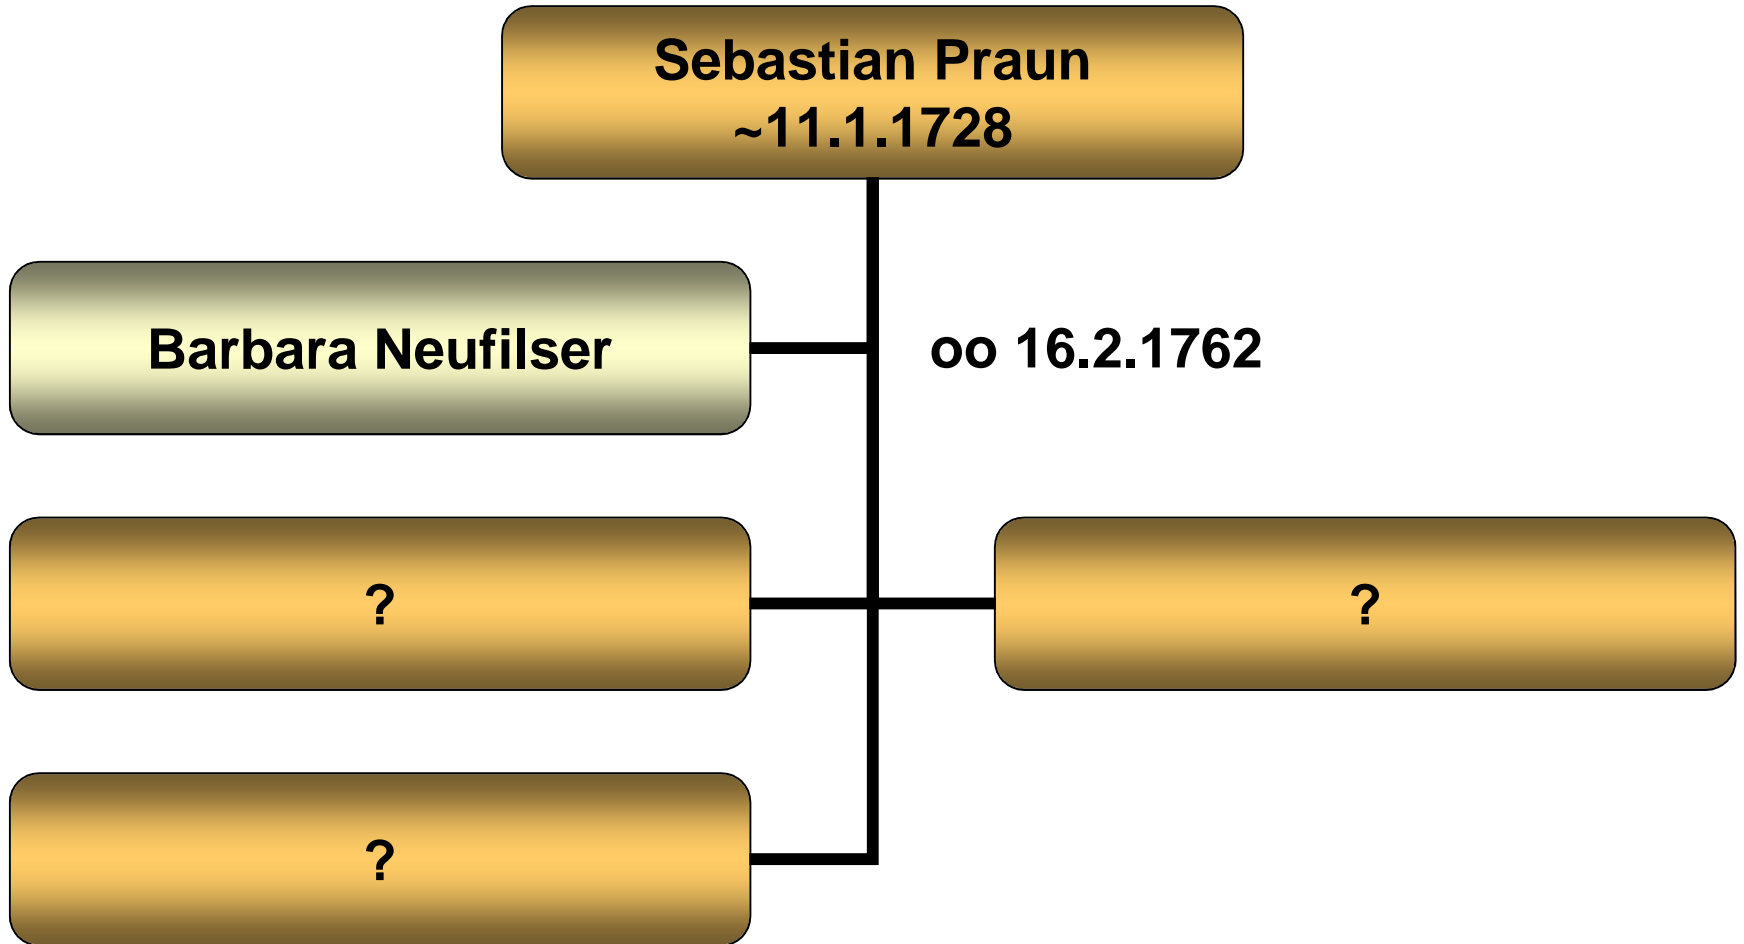 Sebastian Praun
~11.1.1728
Barbara Neufilser
oo 16.2.1762
?
?
?